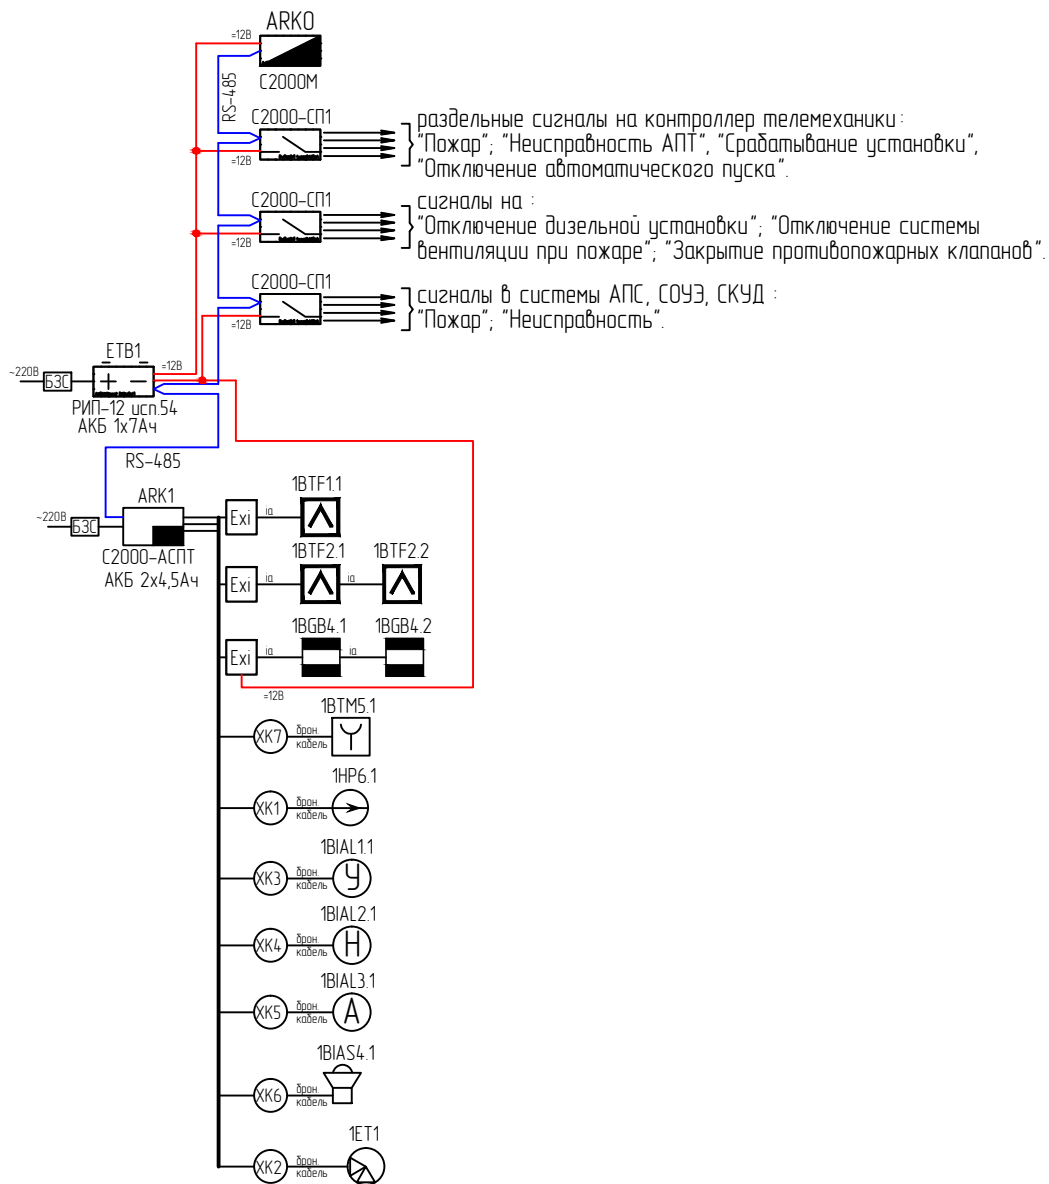 ARK0
=12В
С2000М
RS-485
С2000-СП1
=12В
раздельные сигналы на контроллер телемеханики :
"Пожар"; "Неисправность АПТ", "Срабатывание установки",
"Отключение автоматического пуска".
С2000-СП1
=12В
сигналы на :
"Отключение дизельной установки"; "Отключение системы
вентиляции при пожаре"; "Закрытие противопожарных клапанов".
С2000-СП1
=12В
сигналы в системы АПС, СОУЭ, СКУД :
"Пожар"; "Неисправность".
ETB1
~220В
БЗС
+ −
=12В
РИП-12 исп.54
АКБ 1x7Ач
RS-485
ARK1
~220В
БЗС
С2000-АСПТ
АКБ 2x4,5Ач
1BTF1.1
Exi
ia
1BTF2.1
1BTF2.2
Exi
ia
ia
1BGB4.1
1BGB4.2
Exi
ia
ia
=12В
1BTM5.1
XK7
брон.
кабель
1HP6.1
XK1
брон.
кабель
1BIAL1.1
XK3
брон.
кабель
У
1BIAL2.1
XK4
брон.
кабель
Н
1BIAL3.1
XK5
брон.
кабель
А
1BIAS4.1
XK6
брон.
кабель
1ET1
XK2
брон.
кабель